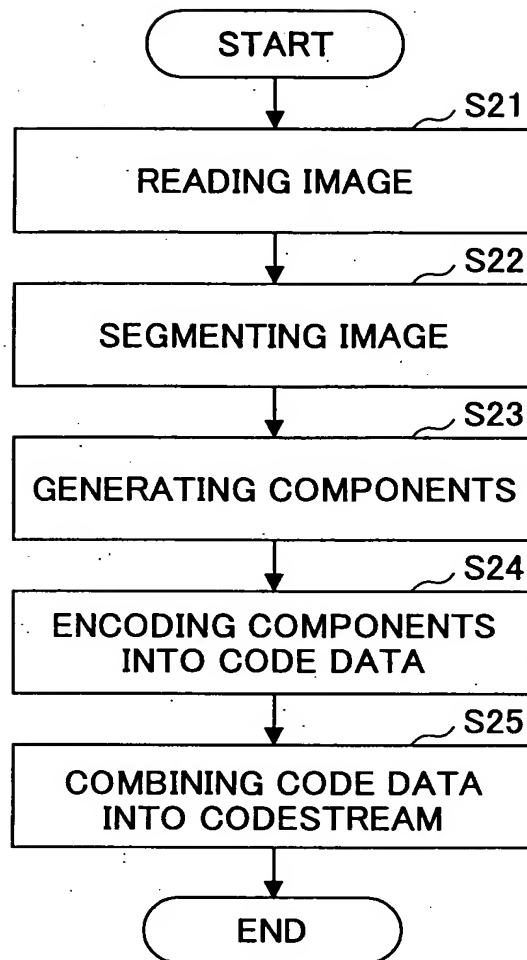 START
S21
READING IMAGE
S22
SEGMENTING IMAGE
S23
GENERATING COMPONENTS
S24
ENCODING COMPONENTS
INTO CODE DATA
S25
COMBINING CODE DATA
INTO CODESTREAM
END